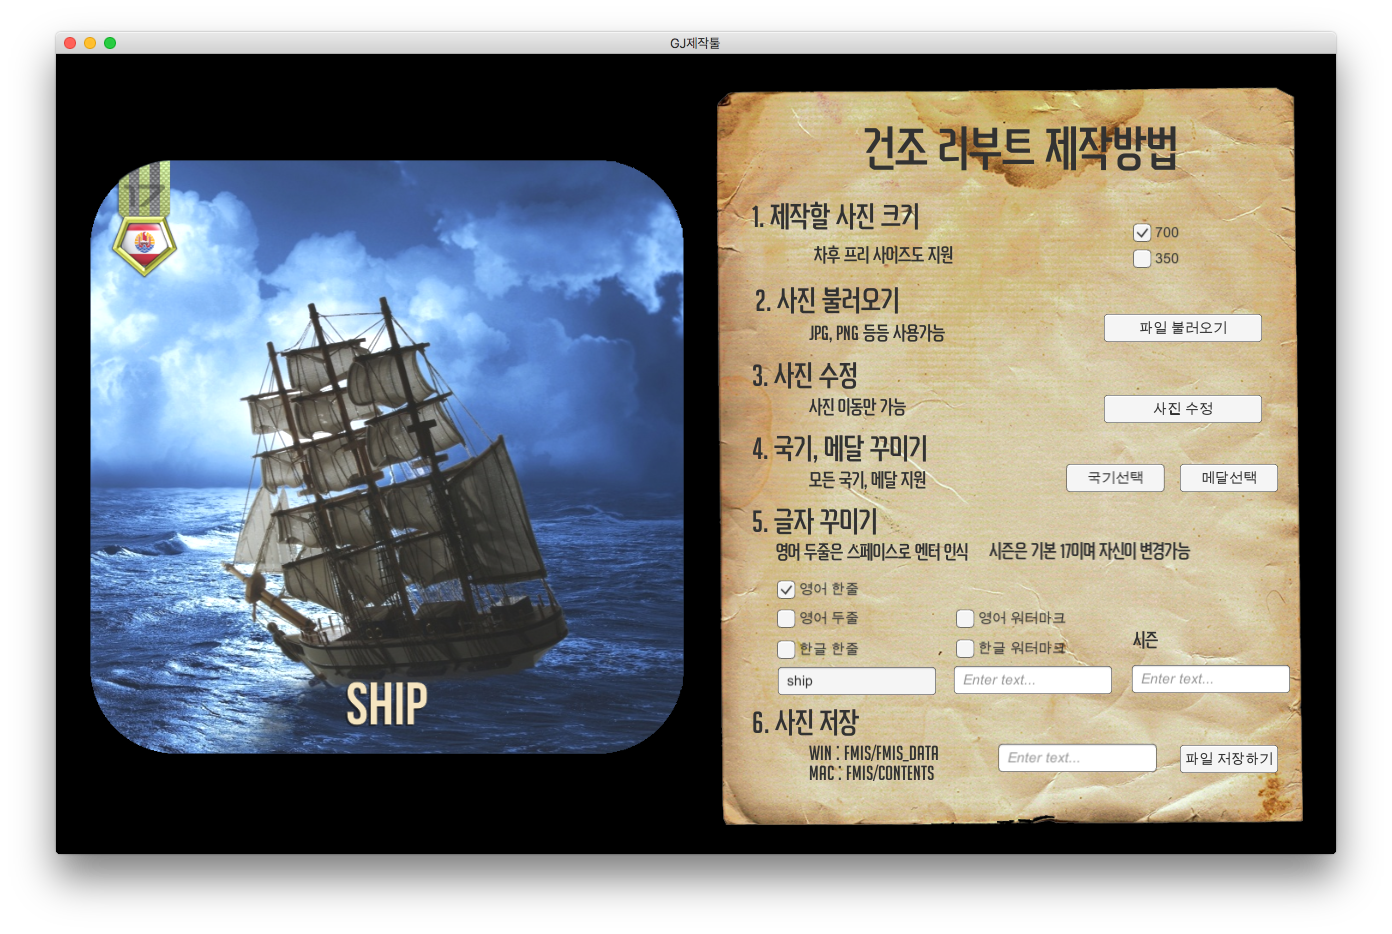 GJ제작툴
17
SHIP
건조 리부트 제작방법
1. 제작할 사진 크기
차후 프리 사이즈도 지원
700
350
2. 사진 불러오기
JPG, PNG 등등 사용가능
파일 불러오기
3. 사진 수정
사진 이동만 가능
사진 수정
4. 국기, 메달 꾸미기
모든 국기, 메달 지원
국기선택
메달선택
5. 글자 꾸미기
영어 두줄은 스페이스로 엔터 인식
시즌은 기본 17이며 자신이 변경가능
영어 한줄
영어 두줄
영어 워터마크
시즌
한글 한줄
한글 워터마크
ship
Enter text...
Enter text...
6. 사진 저장
WIN : FMIS/FMIS_DATA
MAC : FMIS/CONTENTS
Enter text...
파일 저장하기